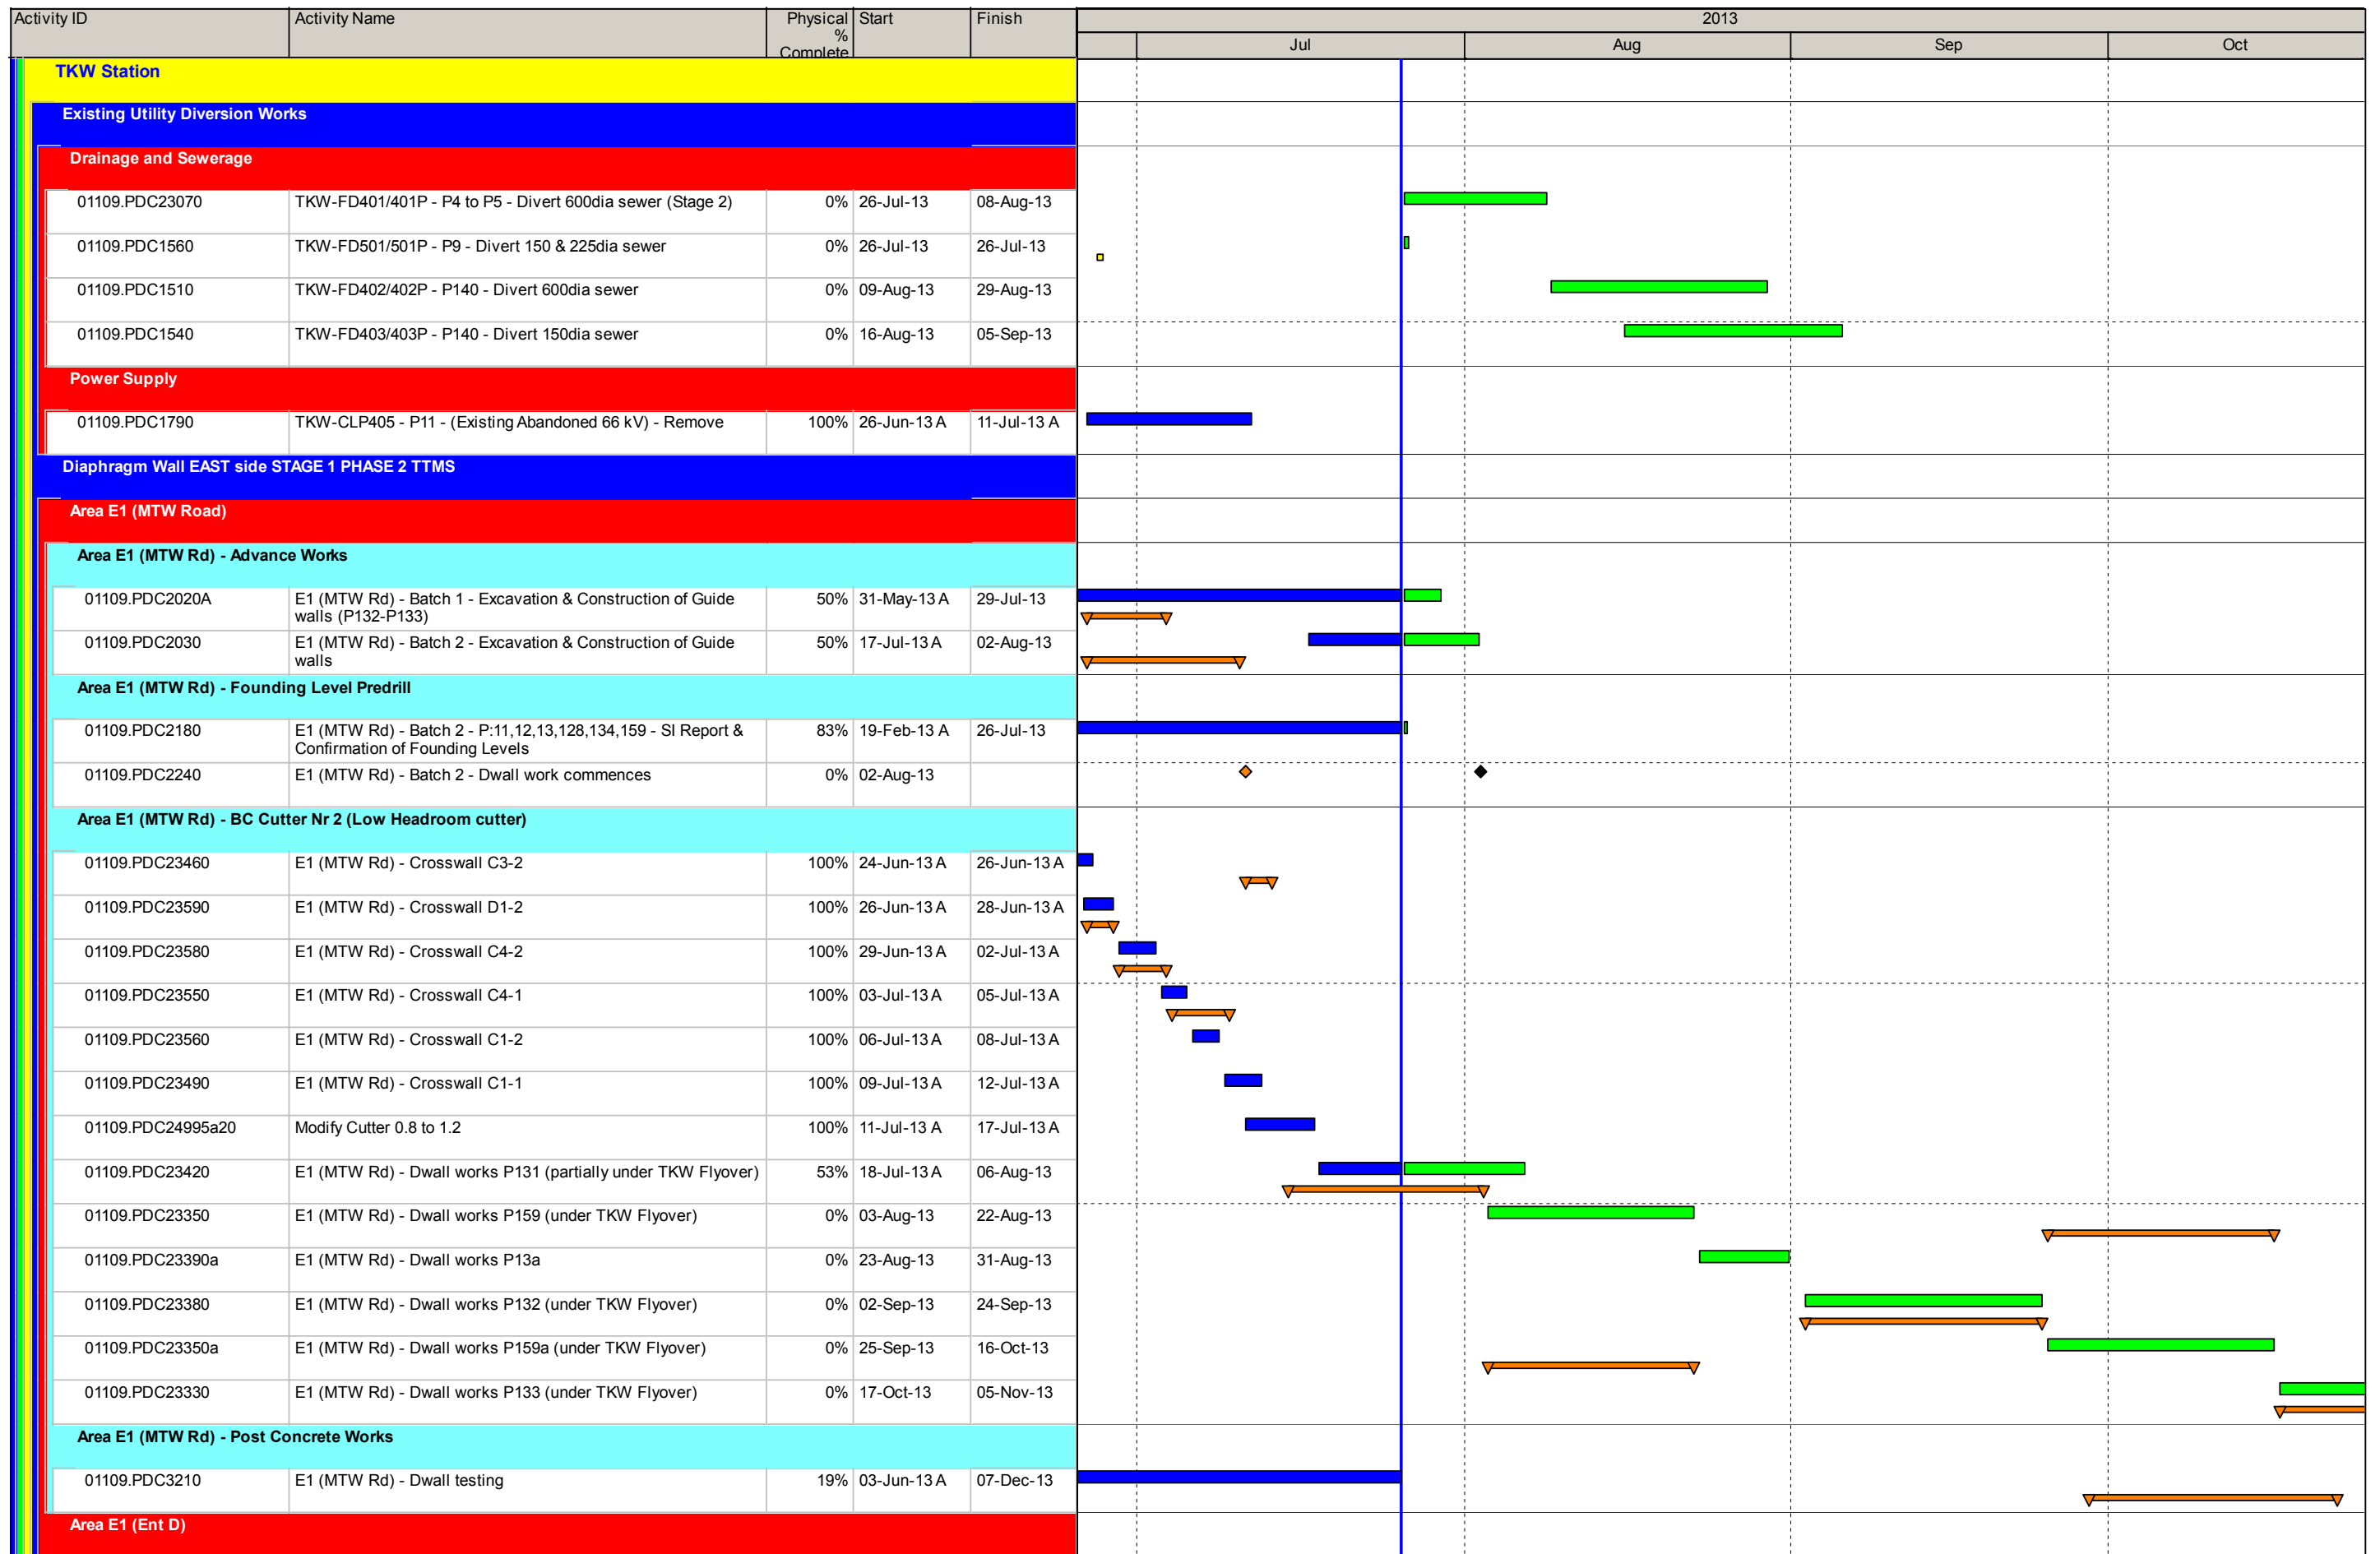 Activity ID Activity Name Physical % Complete Start Finish 2013
Jul Aug Sep Oct
TKW Station
Existing Utility Diversion Works
Drainage and Sewerage
01109.PDC23070 TKW-FD401/401P - P4 to P5 - Divert 600dia sewer (Stage 2) 0% 26-Jul-13 08-Aug-13
01109.PDC1560 TKW-FD501/501P - P9 - Divert 150 & 225dia sewer 0% 26-Jul-13 26-Jul-13
01109.PDC1510 TKW-FD402/402P - P140 - Divert 600dia sewer 0% 09-Aug-13 29-Aug-13
01109.PDC1540 TKW-FD403/403P - P140 - Divert 150dia sewer 0% 16-Aug-13 05-Sep-13
Power Supply
01109.PDC1790 TKW-CLP405 - P11 - (Existing Abandoned 66 kV) - Remove 100% 26-Jun-13 A 11-Jul-13 A
Diaphragm Wall EAST side STAGE 1 PHASE 2 TTMS
Area E1 (MTW Road)
Area E1 (MTW Rd) - Advance Works
01109.PDC2020A E1 (MTW Rd) - Batch 1 - Excavation & Construction of Guide 50% 31-May-13 A 29-Jul-13
walls (P132-P133)
01109.PDC2030 E1 (MTW Rd) - Batch 2 - Excavation & Construction of Guide 50% 17-Jul-13 A 02-Aug-13
walls
Area E1 (MTW Rd) - Founding Level Predrill
01109.PDC2180 E1 (MTW Rd) - Batch 2 - P:11,12,13,128,134,159 - SI Report & 83% 19-Feb-13 A 26-Jul-13
Confirmation of Founding Levels
01109.PDC2240 E1 (MTW Rd) - Batch 2 - Dwall work commences 0% 02-Aug-13
Area E1 (MTW Rd) - BC Cutter Nr 2 (Low Headroom cutter)
01109.PDC23460 E1 (MTW Rd) - Crosswall C3-2 100% 24-Jun-13 A 26-Jun-13 A
01109.PDC23590 E1 (MTW Rd) - Crosswall D1-2 100% 26-Jun-13 A 28-Jun-13 A
01109.PDC23580 E1 (MTW Rd) - Crosswall C4-2 100% 29-Jun-13 A 02-Jul-13 A
01109.PDC23550 E1 (MTW Rd) - Crosswall C4-1 100% 03-Jul-13 A 05-Jul-13 A
01109.PDC23560 E1 (MTW Rd) - Crosswall C1-2 100% 06-Jul-13 A 08-Jul-13 A
01109.PDC23490 E1 (MTW Rd) - Crosswall C1-1 100% 09-Jul-13 A 12-Jul-13 A
01109.PDC24995a20 Modify Cutter 0.8 to 1.2 100% 11-Jul-13 A 17-Jul-13 A
01109.PDC23420 E1 (MTW Rd) - Dwall works P131 (partially under TKW Flyover) 53% 18-Jul-13 A 06-Aug-13
01109.PDC23350 E1 (MTW Rd) - Dwall works P159 (under TKW Flyover) 0% 03-Aug-13 22-Aug-13
01109.PDC23390a E1 (MTW Rd) - Dwall works P13a 0% 23-Aug-13 31-Aug-13
01109.PDC23380 E1 (MTW Rd) - Dwall works P132 (under TKW Flyover) 0% 02-Sep-13 24-Sep-13
01109.PDC23350a E1 (MTW Rd) - Dwall works P159a (under TKW Flyover) 0% 25-Sep-13 16-Oct-13
01109.PDC23330 E1 (MTW Rd) - Dwall works P133 (under TKW Flyover) 0% 17-Oct-13 05-Nov-13
Area E1 (MTW Rd) - Post Concrete Works
01109.PDC3210 E1 (MTW Rd) - Dwall testing 19% 03-Jun-13 A 07-Dec-13
Area E1 (Ent D)